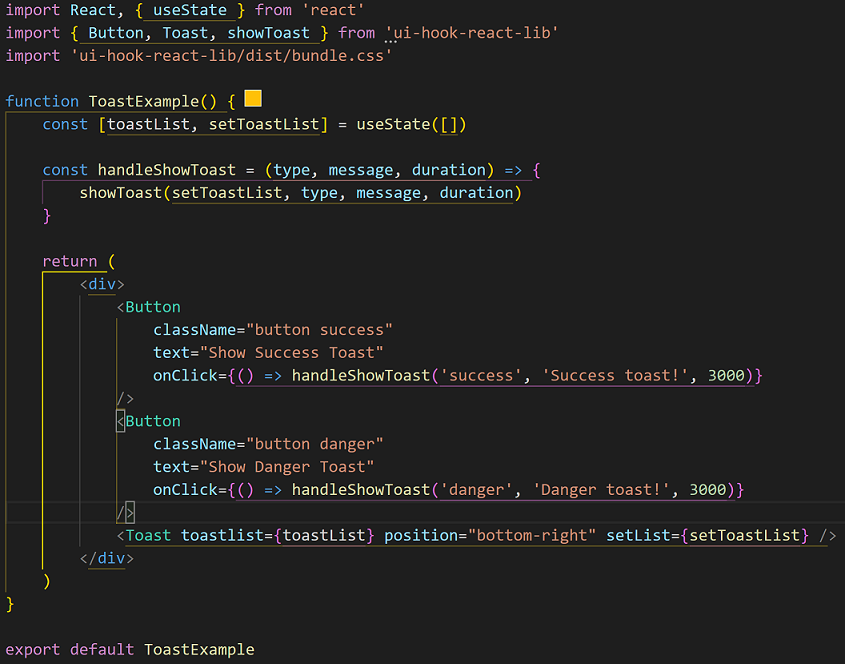 import React, { useState } from 'react'
import { Button, Toast, showToast } from 'ui-hook-react-lib'
import 'ui-hook-react-lib/dist/bundle.css'
function ToastExample() {
const [toastList, setToastList] = useState([])
const handleShowToast = (type, message, duration) => {
showToast(setToastList, type, message, duration)
}
return (
<div>
<Button
className="button success"
text="Show Success Toast"
onClick={() => handleShowToast('success', 'Success toast!', 3000)}
/>
<Button
className="button danger"
text="Show Danger Toast"
onClick={() => handleShowToast('danger', 'Danger toast!', 3000)}
/>
<Toast toastlist={toastList} position="bottom-right" setList={setToastList} />
</div>
)
}
export default ToastExample